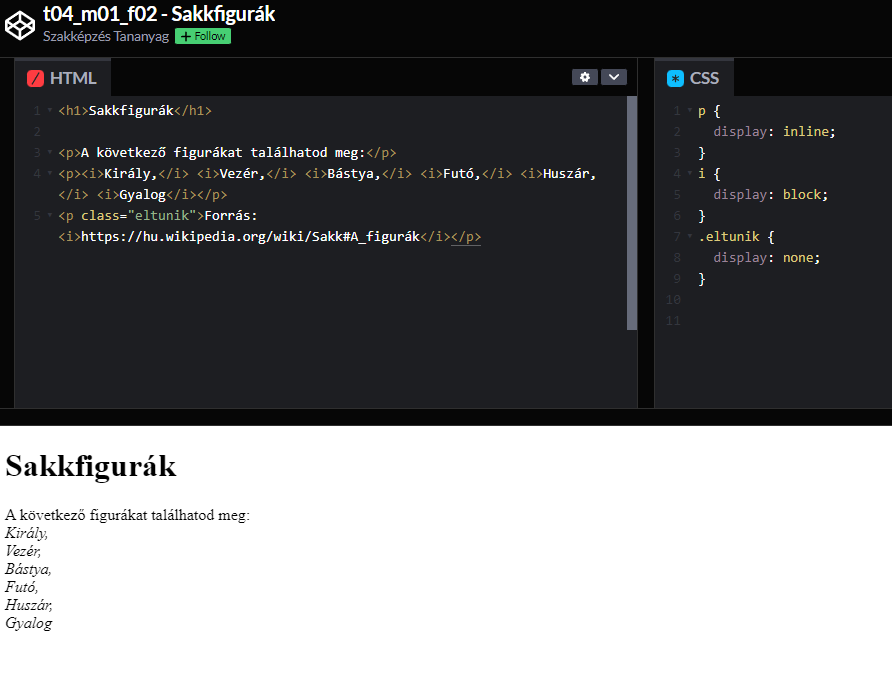 t04_m01_f02 - Sakkfigurák
Szakképzés Tananyag + Follow
/ HTML
1 <h1>Sakkfigurák</h1>
2
3 <p>A következő figurákat találhatod meg:</p>
4 <p><i>Király,</i> <i>Vezér,</i> <i>Bástya,</i> <i>Futó,</i> <i>Huszár,
</i> <i>Gyalog</i></p>
5 <p class="eltunik">Forrás:
<i>https://hu.wikipedia.org/wiki/Sakk#A_figurák</i></p>
* CSS
1 p {
2 display: inline;
3 }
4 i {
5 display: block;
6 }
7 .eltunik {
8 display: none;
9 }
10
11
Sakkfigurák
A következő figurákat találhatod meg:
Király,
Vezér,
Bástya,
Futó,
Huszár,
Gyalog